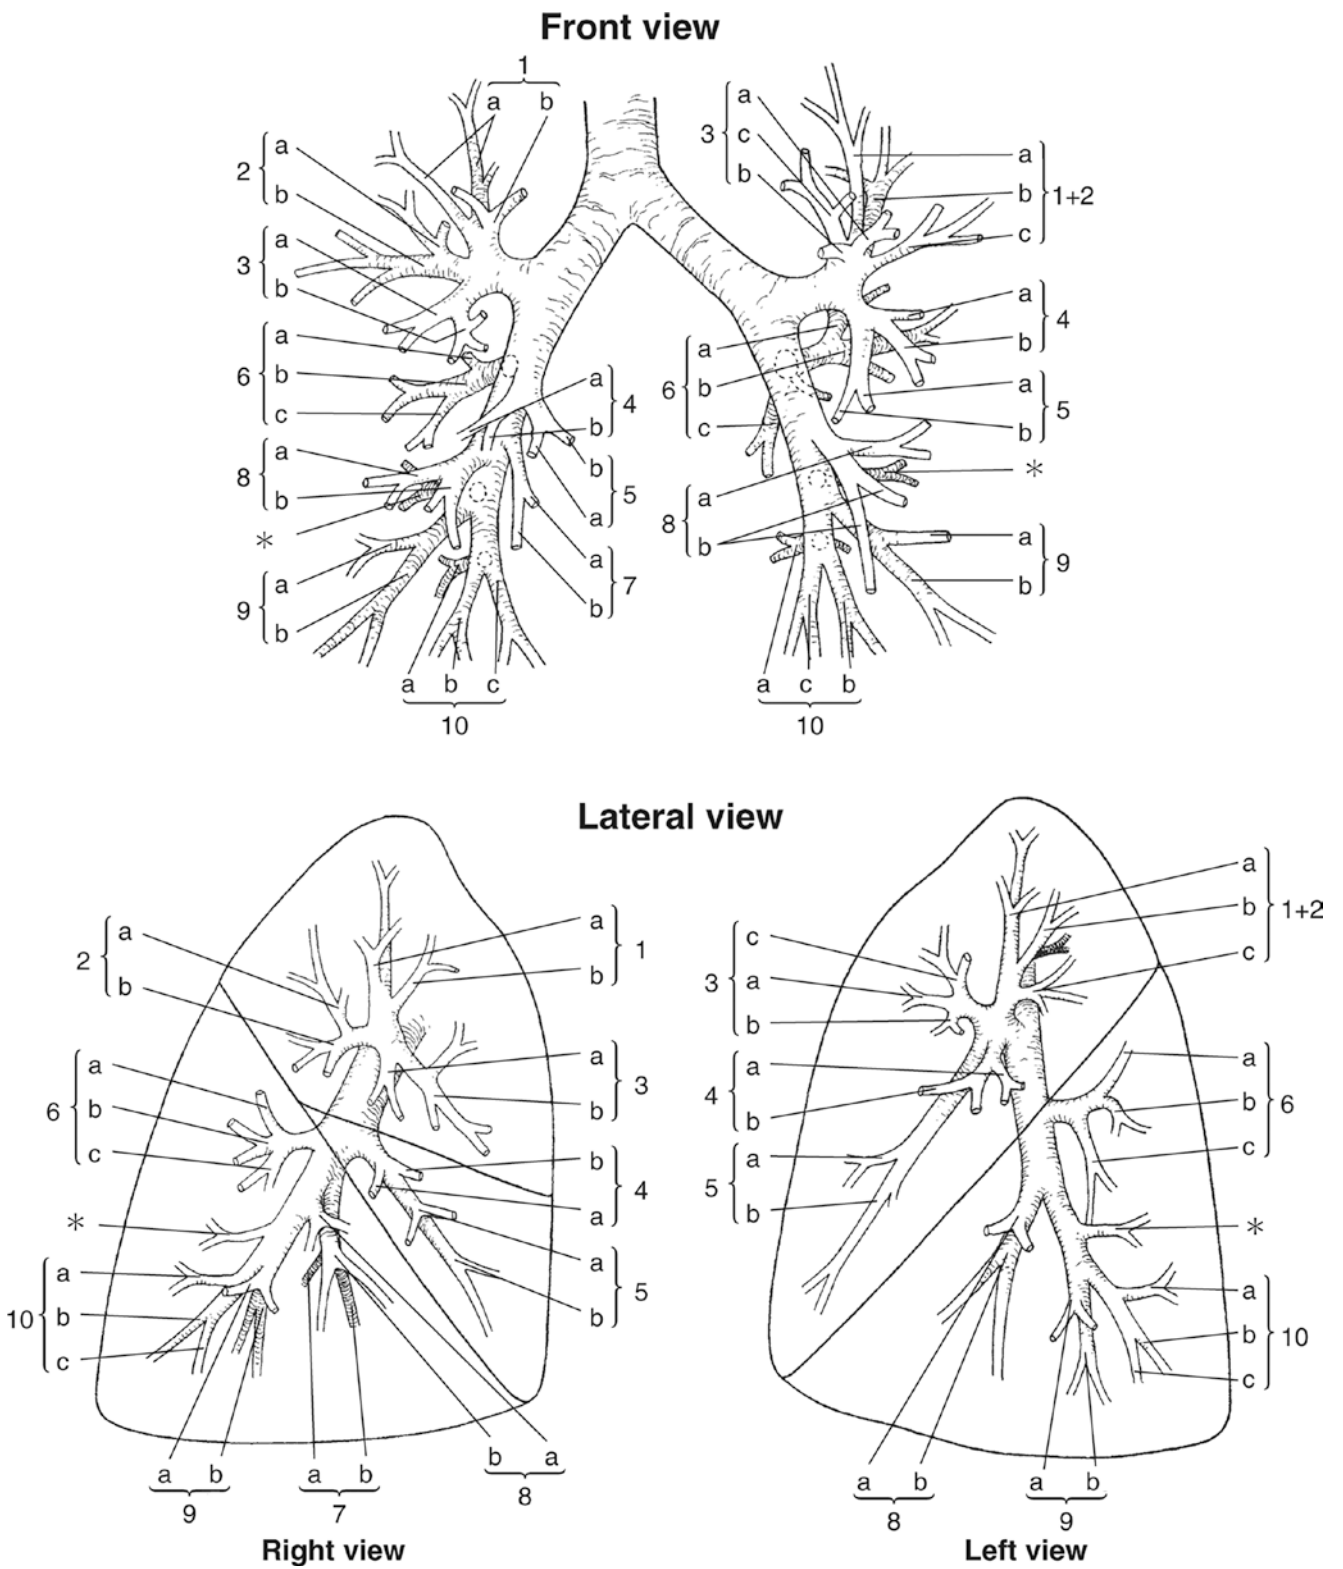 Front view
1
a b
2 a
b
3 a
b
6 a
b
c
8 a
b
*
9 a
b
a 4
b
b 5
a
a 7
b
a b c
10
3 a
c
b
a 1+2
b
c
a 4
b
6 a
b
c
a 5
b
*
8 a
b
a 9
b
a c b
10
Lateral view
2 a
b
6 a
b
c
*
10 a
b
c
a 1
b
a 3
b
b 4
a
a 5
b
a b
9
a b
7
b a
8
Right view
3 c
a
b
4 a
b
5 a
b
a 1+2
b
c
a 6
b
c
*
a 10
b
c
a b
8
a b
9
Left view